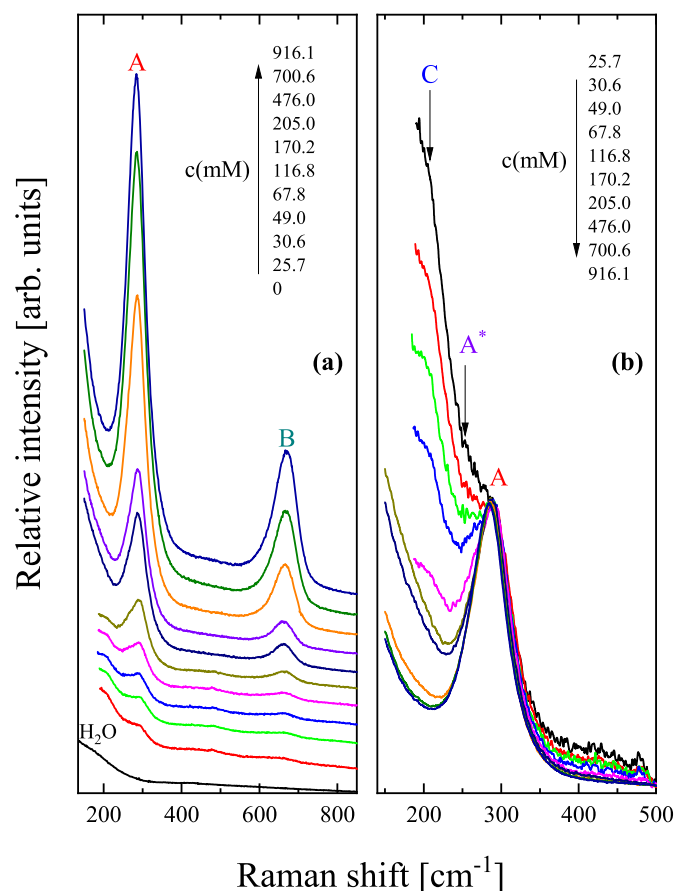 Relative intensity [arb. units]
A
B
(a)
c(mM)
916.1
700.6
476.0
205.0
170.2
116.8
67.8
49.0
30.6
25.7
0
H₂O
200 400 600 800
C
A*
A
(b)
c(mM)
25.7
30.6
49.0
67.8
116.8
170.2
205.0
476.0
700.6
916.1
200 300 400 500
Raman shift [cm⁻¹]